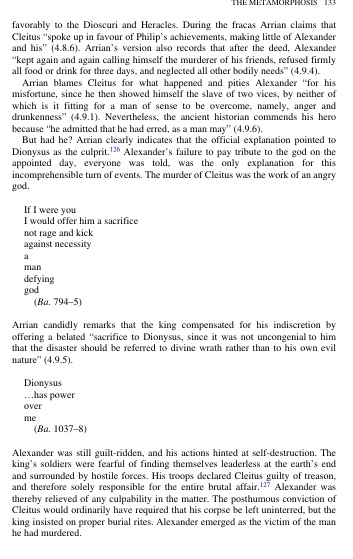 THE METAMORPHOSIS 133
favorably to the Dioscuri and Heracles. During the fracas Arrian claims that
Cleitus “spoke up in favour of Philip’s achievements, making little of Alexander
and his” (4.8.6). Arrian’s version also records that after the deed, Alexander
“kept again and again calling himself the murderer of his friends, refused firmly
all food or drink for three days, and neglected all other bodily needs” (4.9.4).
Arrian blames Cleitus for what happened and pities Alexander “for his
misfortune, since he then showed himself the slave of two vices, by neither of
which is it fitting for a man of sense to be overcome, namely, anger and
drunkenness” (4.9.1). Nevertheless, the ancient historian commends his hero
because “he admitted that he had erred, as a man may” (4.9.6).
But had he? Arrian clearly indicates that the official explanation pointed to
Dionysus as the culprit.126 Alexander’s failure to pay tribute to the god on the
appointed day, everyone was told, was the only explanation for this
incomprehensible turn of events. The murder of Cleitus was the work of an angry
god.
If I were you
I would offer him a sacrifice
not rage and kick
against necessity
a
man
defying
god
(Ba. 794–5)
Arrian candidly remarks that the king compensated for his indiscretion by
offering a belated “sacrifice to Dionysus, since it was not uncongenial to him
that the disaster should be referred to divine wrath rather than to his own evil
nature” (4.9.5).
Dionysus
…has power
over
me
(Ba. 1037–8)
Alexander was still guilt-ridden, and his actions hinted at self-destruction. The
king’s soldiers were fearful of finding themselves leaderless at the earth’s end
and surrounded by hostile forces. His troops declared Cleitus guilty of treason,
and therefore solely responsible for the entire brutal affair.127 Alexander was
thereby relieved of any culpability in the matter. The posthumous conviction of
Cleitus would ordinarily have required that his corpse be left uninterred, but the
king insisted on proper burial rites. Alexander emerged as the victim of the man
he had murdered.